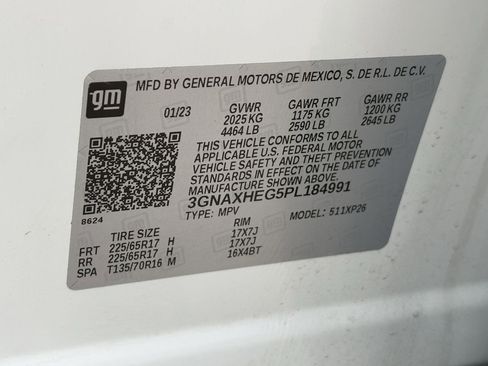 gm
MFD BY GENERAL MOTORS DE MEXICO, S. DE R.L. DE C.V.
01/23 GVWR GAWR FRT GAWR RR
2025 KG 1175 KG 1200 KG
4464 LB 2590 LB 2645 LB
THIS VEHICLE CONFORMS TO ALL
APPLICABLE U.S. FEDERAL MOTOR
VEHICLE SAFETY AND THEFT PREVENTION
STANDARDS IN EFFECT ON THE DATE OF
MANUFACTURE SHOWN ABOVE.
3GNAXHEG5PL184991
8624 TYPE: MPV MODEL: 511XP26
TIRE SIZE RIM
FRT 225/65R17 H 17X7J
RR 225/65R17 H 17X7J
SPA T135/70R16 M 16X4BT